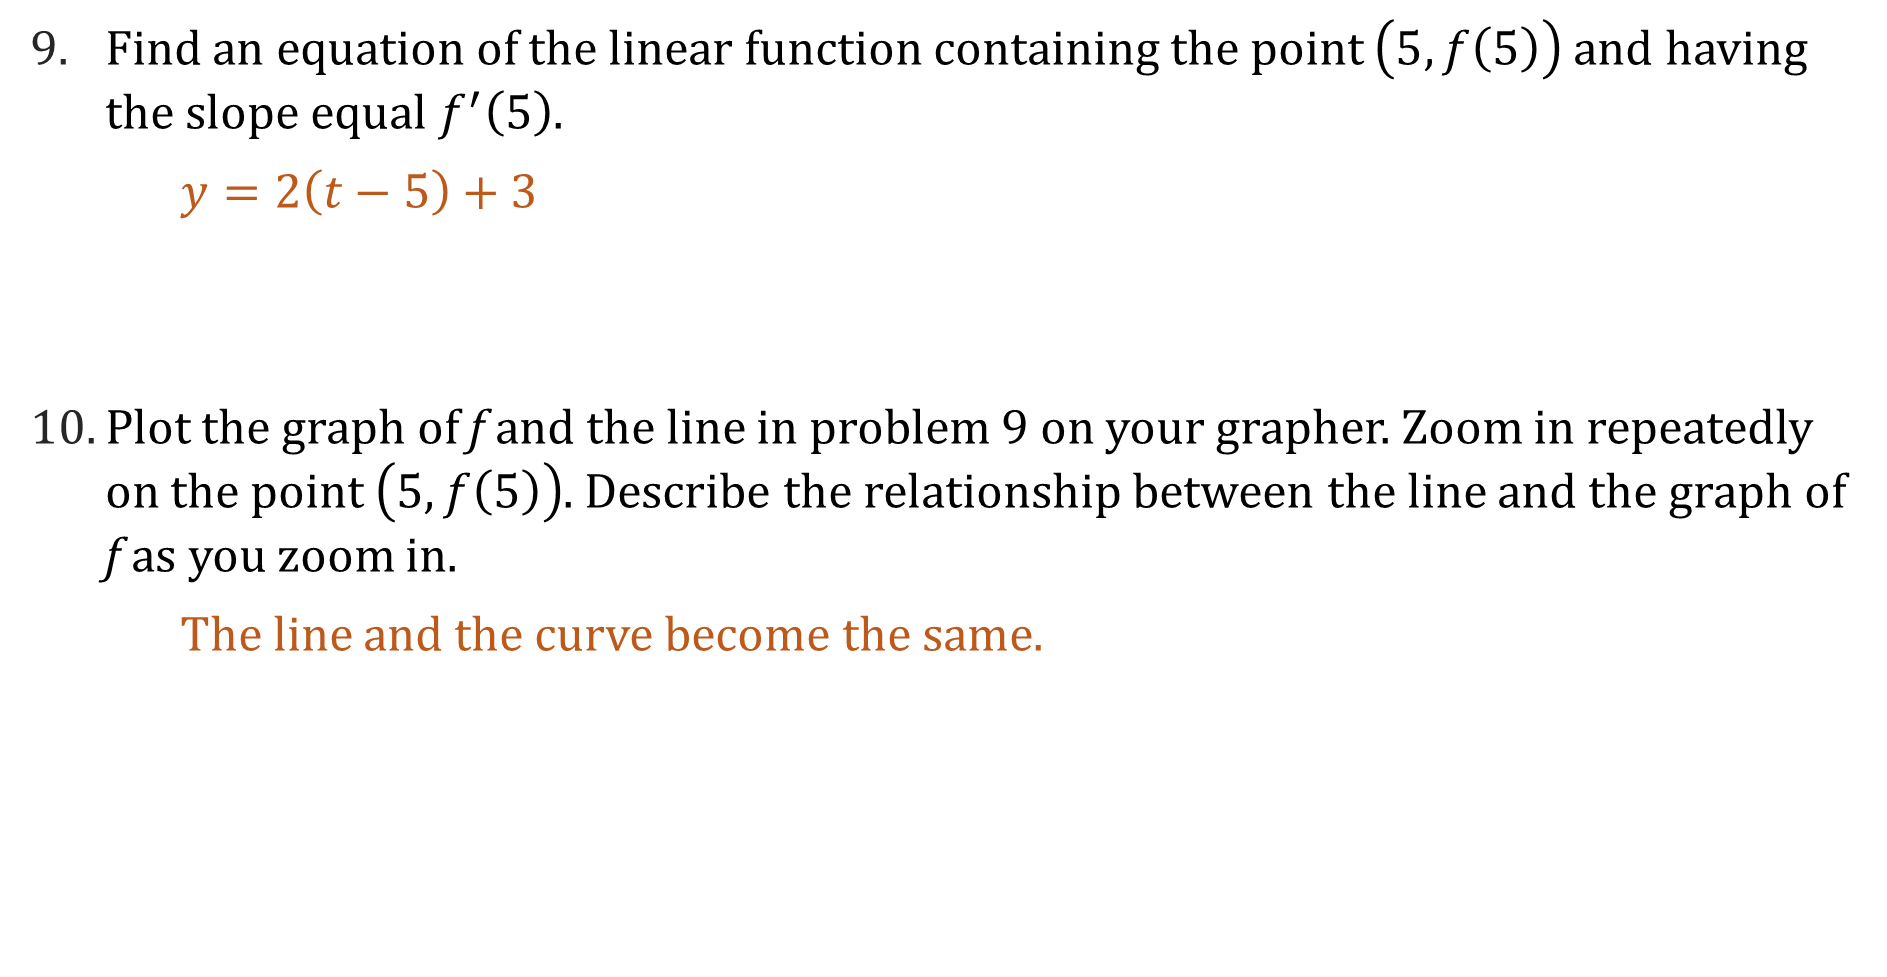 9. Find an equation of the linear function containing the point (5, f(5)) and having
the slope equal f′(5).
y = 2(t − 5) + 3
10. Plot the graph of f and the line in problem 9 on your grapher. Zoom in repeatedly
on the point (5, f(5)). Describe the relationship between the line and the graph of
f as you zoom in.
The line and the curve become the same.